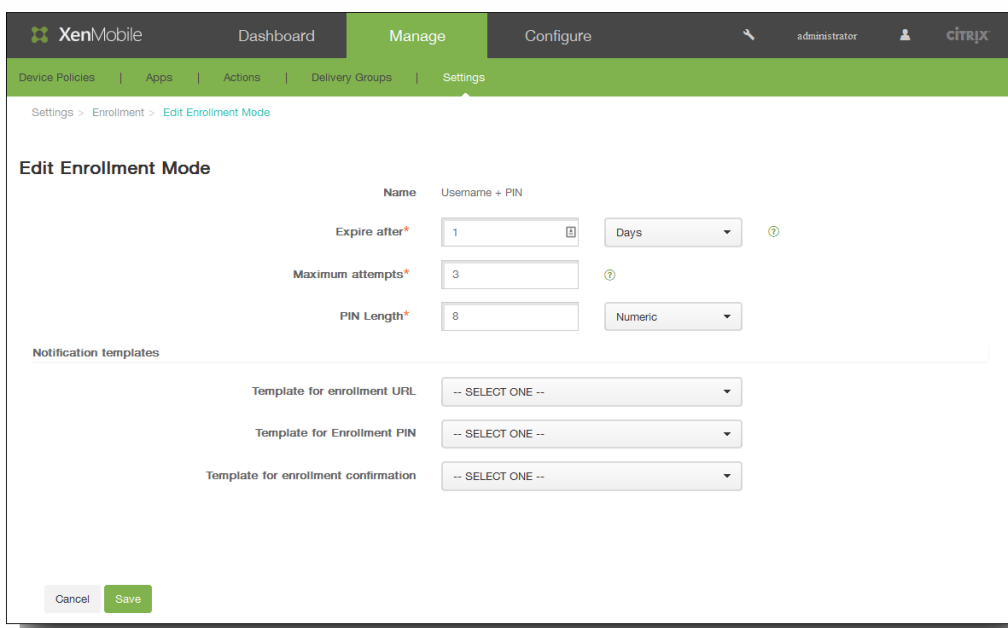 XenMobile Dashboard Manage Configure administrator CİTRIX
Device Policies | Apps | Actions | Delivery Groups | Settings
Settings > Enrollment > Edit Enrollment Mode
Edit Enrollment Mode
Name Username + PIN
Expire after* 1 Days ?
Maximum attempts* 3 ?
PIN Length* 8 Numeric
Notification templates
Template for enrollment URL -- SELECT ONE --
Template for Enrollment PIN -- SELECT ONE --
Template for enrollment confirmation -- SELECT ONE --
Cancel Save